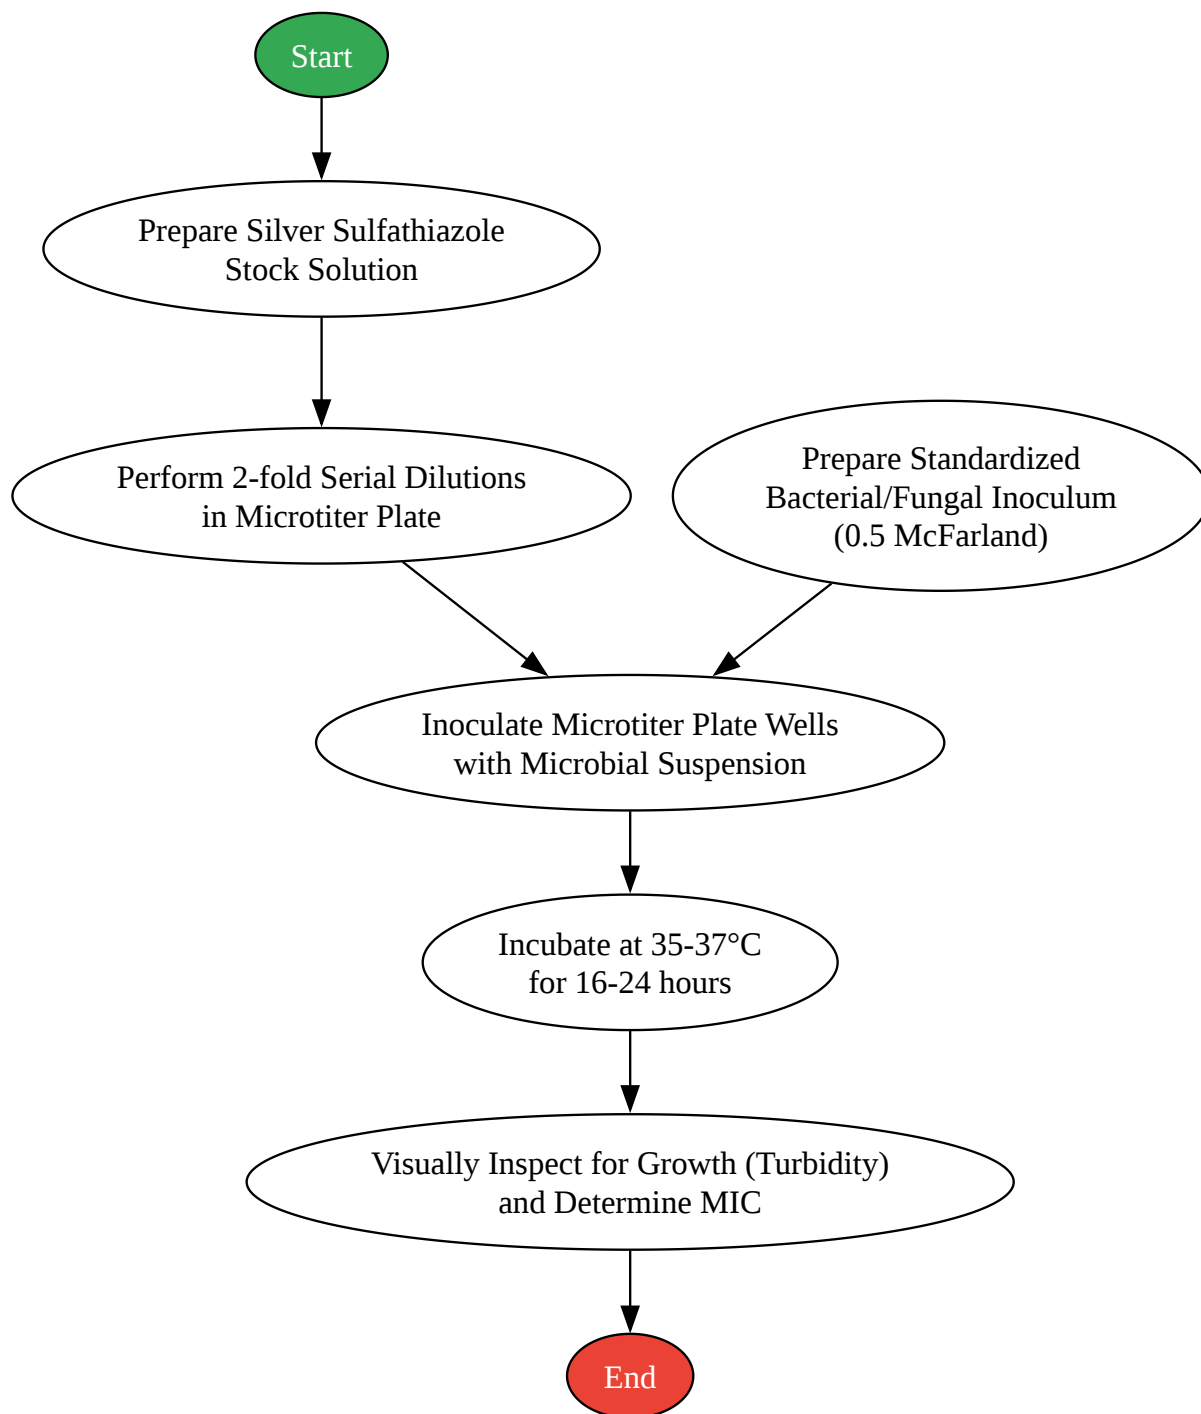 Start
Prepare Silver Sulfathiazole
Stock Solution
Perform 2-fold Serial Dilutions
in Microtiter Plate
Prepare Standardized
Bacterial/Fungal Inoculum
(0.5 McFarland)
Inoculate Microtiter Plate Wells
with Microbial Suspension
Incubate at 35-37°C
for 16-24 hours
Visually Inspect for Growth (Turbidity)
and Determine MIC
End